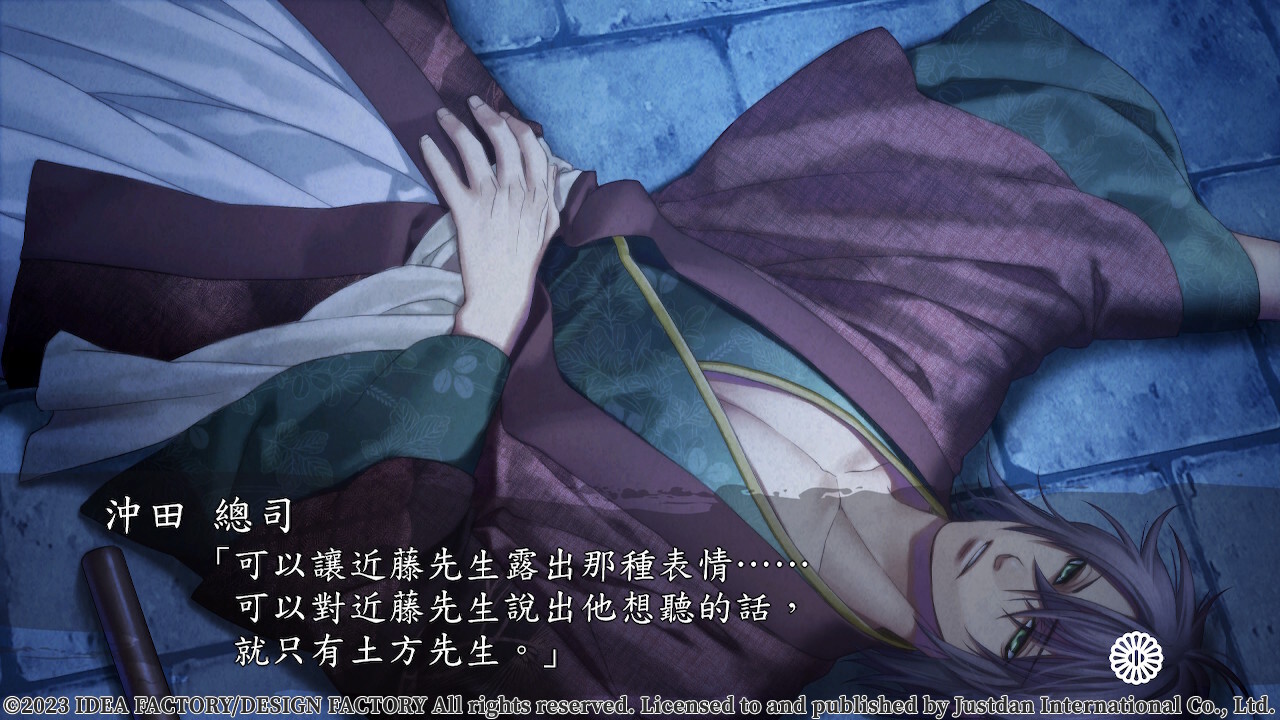 沖田 總司
「可以讓近藤先生露出那種表情⋯⋯
可以對近藤先生說出他想聽的話，
就只有土方先生。」
©2023 IDEA FACTORY/DESIGN FACTORY All rights reserved. Licensed to and published by Justdan International Co., Ltd.